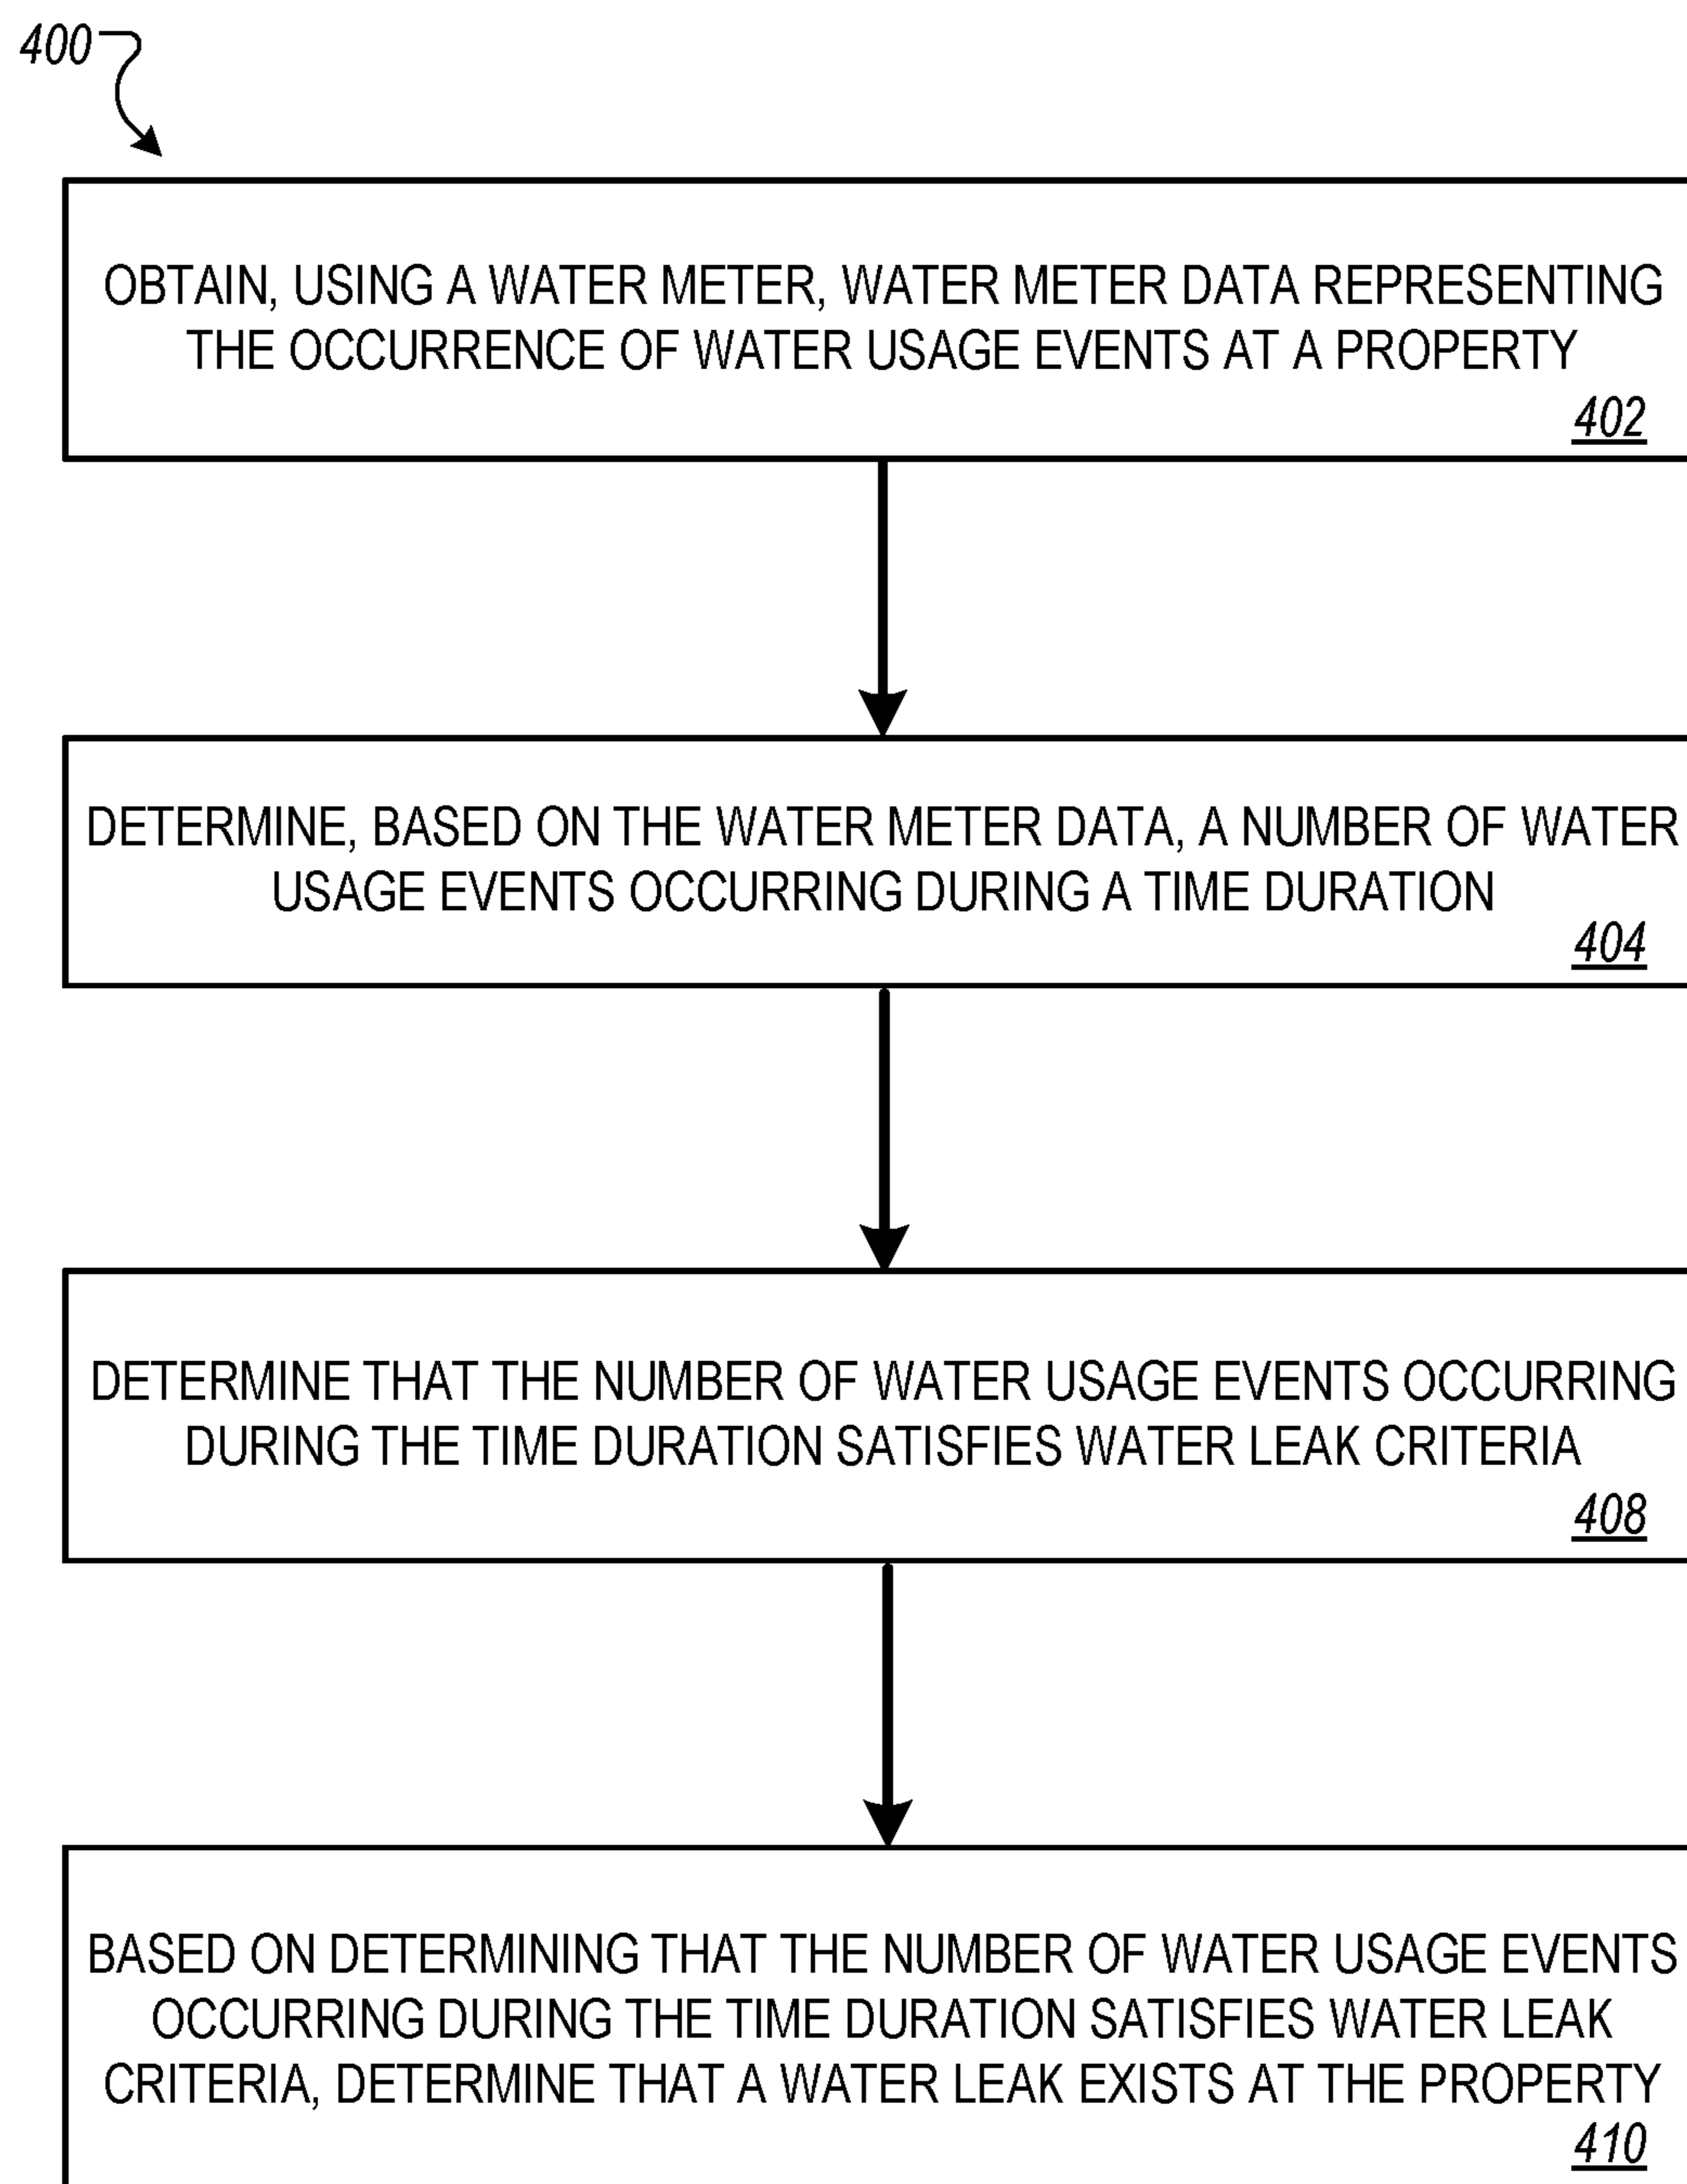 400
OBTAIN, USING A WATER METER, WATER METER DATA REPRESENTING
THE OCCURRENCE OF WATER USAGE EVENTS AT A PROPERTY
402
DETERMINE, BASED ON THE WATER METER DATA, A NUMBER OF WATER
USAGE EVENTS OCCURRING DURING A TIME DURATION
404
DETERMINE THAT THE NUMBER OF WATER USAGE EVENTS OCCURRING
DURING THE TIME DURATION SATISFIES WATER LEAK CRITERIA
408
BASED ON DETERMINING THAT THE NUMBER OF WATER USAGE EVENTS
OCCURRING DURING THE TIME DURATION SATISFIES WATER LEAK
CRITERIA, DETERMINE THAT A WATER LEAK EXISTS AT THE PROPERTY
410